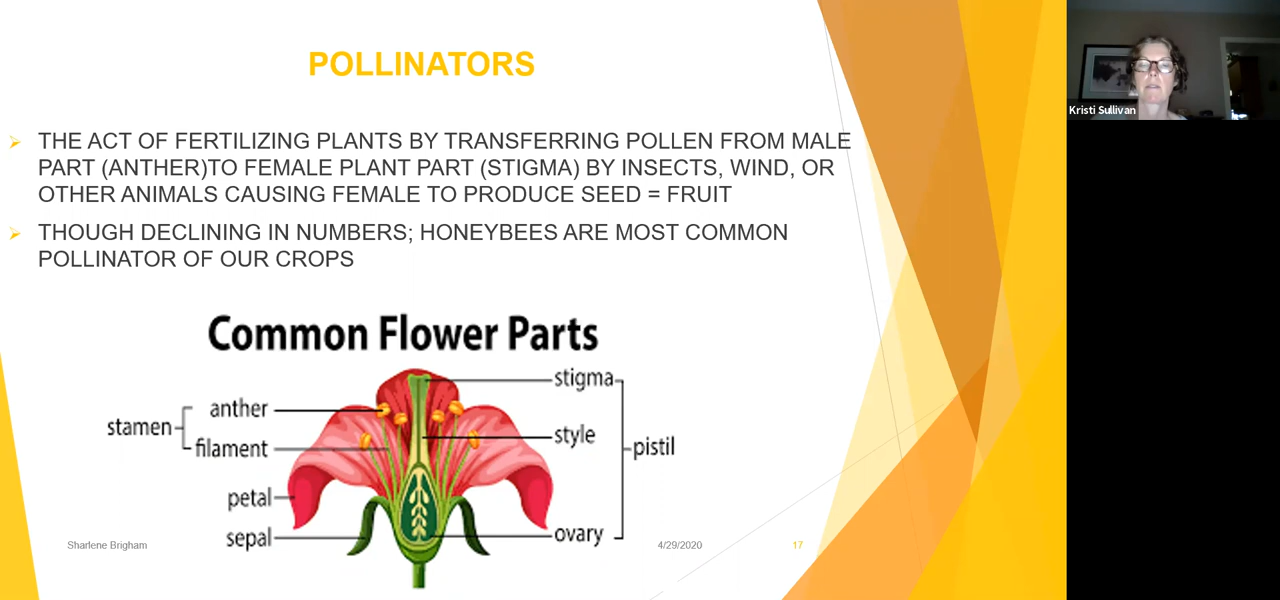 POLLINATORS
THE ACT OF FERTILIZING PLANTS BY TRANSFERRING POLLEN FROM MALE
PART (ANTHER)TO FEMALE PLANT PART (STIGMA) BY INSECTS, WIND, OR
OTHER ANIMALS CAUSING FEMALE TO PRODUCE SEED = FRUIT
THOUGH DECLINING IN NUMBERS; HONEYBEES ARE MOST COMMON
POLLINATOR OF OUR CROPS
Common Flower Parts
stamen
anther
filament
petal
sepal
stigma
style
pistil
ovary
Sharlene Brigham
4/29/2020
17
Kristi Sullivan